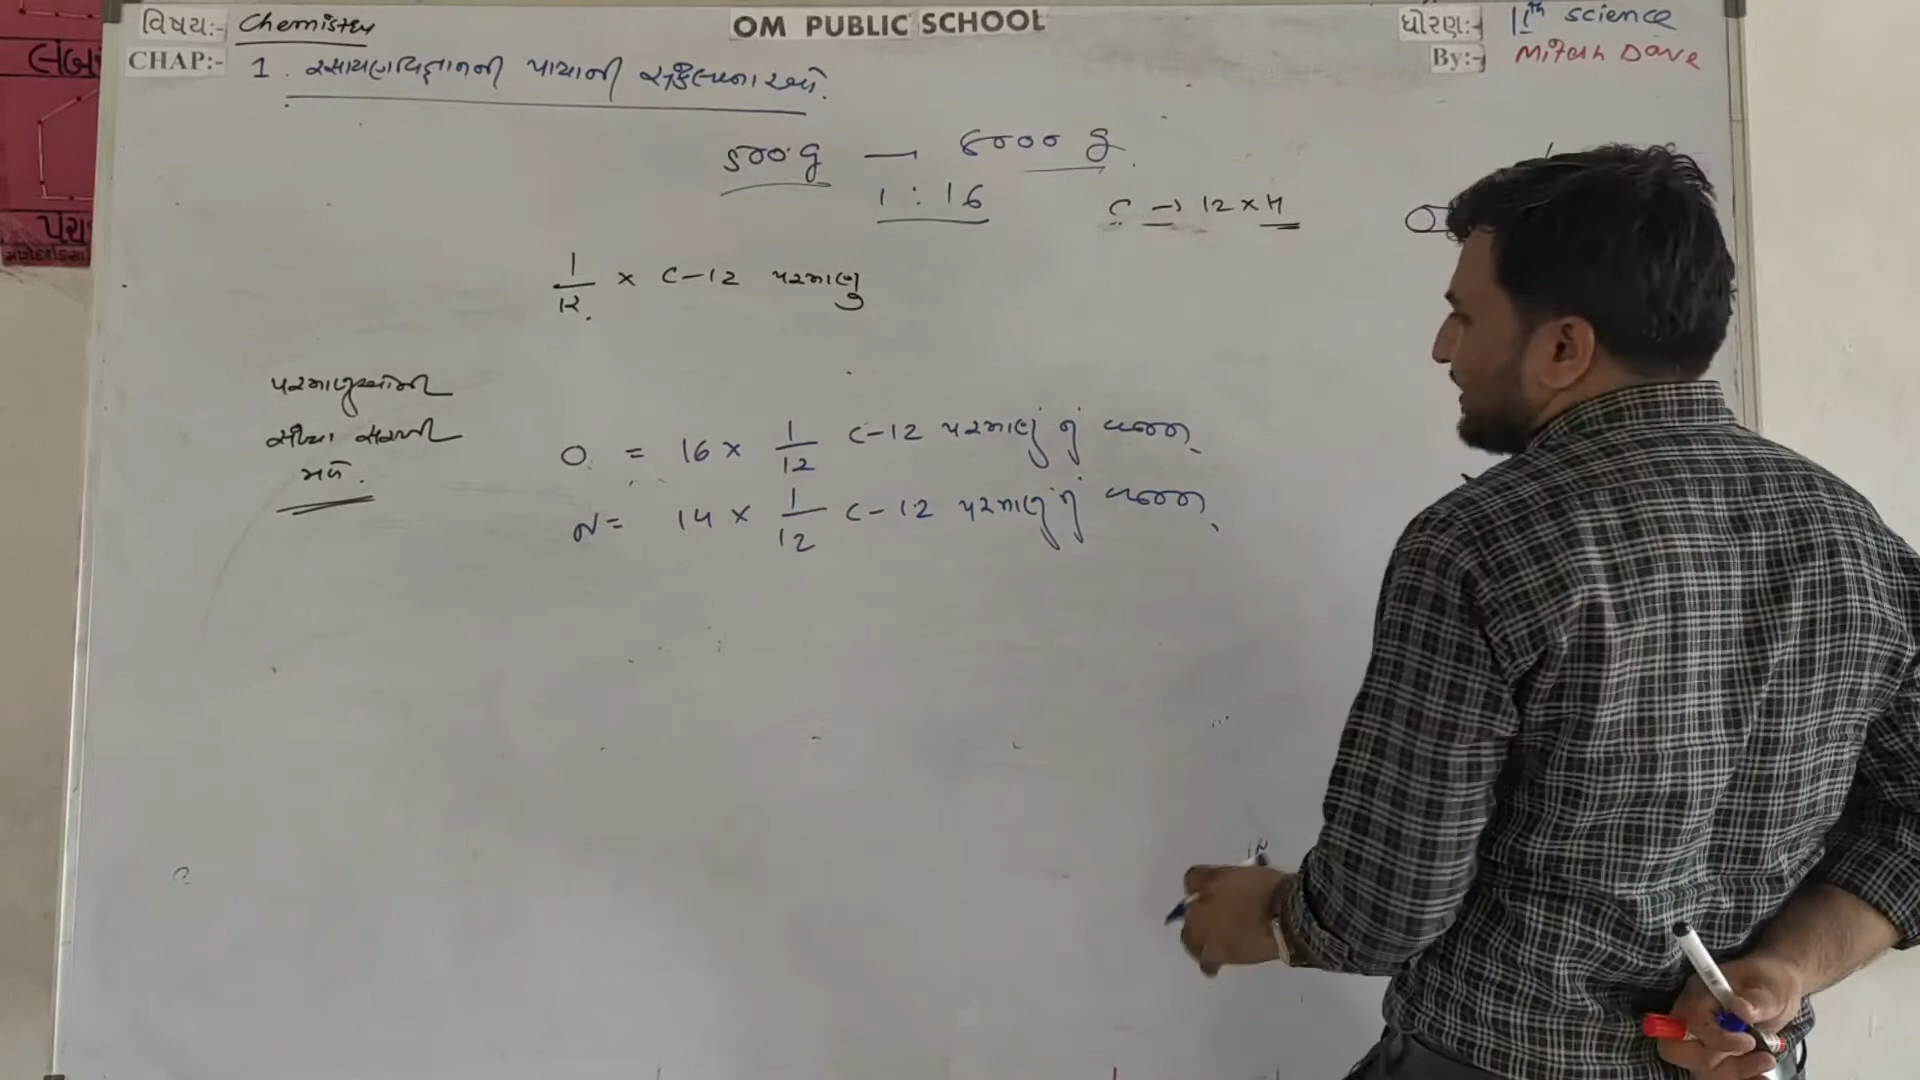 વિષય:- Chemistry
OM PUBLIC SCHOOL
ધોરણ:- 11th science
CHAP:- 1. રસાયણવિજ્ઞાનની પાયાની સંકલ્પનાઓ.
By:- Mitesh Dave
લંબ
500 g — 8000 g.
1 : 16
C → 12 × H
1/12 × C-12 પરમાણુ
પરમાણુઓની
સંખ્યા સરખી
મળે.
O = 16 × 1/12 C-12 પરમાણું નું વજન.
N = 14 × 1/12 C-12 પરમાણું નું વજન.